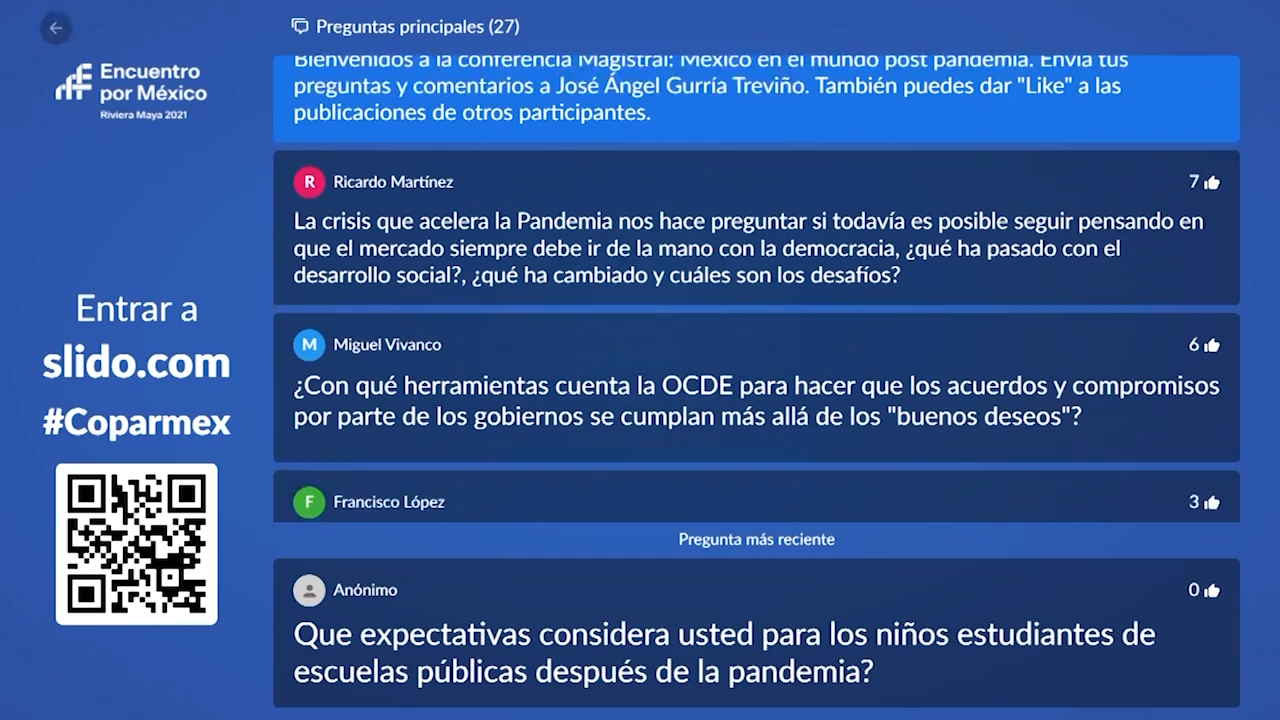 Preguntas principales (27)
Encuentro
por México
Riviera Maya 2021
Bienvenidos a la conferencia Magistral: México en el mundo post pandemia. Envía tus
preguntas y comentarios a José Ángel Gurría Treviño. También puedes dar "Like" a las
publicaciones de otros participantes.
R Ricardo Martínez 7
La crisis que acelera la Pandemia nos hace preguntar si todavía es posible seguir pensando en
que el mercado siempre debe ir de la mano con la democracia, ¿qué ha pasado con el
desarrollo social?, ¿qué ha cambiado y cuáles son los desafíos?
Entrar a
slido.com
#Coparmex
M Miguel Vivanco 6
¿Con qué herramientas cuenta la OCDE para hacer que los acuerdos y compromisos
por parte de los gobiernos se cumplan más allá de los "buenos deseos"?
F Francisco López 3
Pregunta más reciente
Anónimo 0
Que expectativas considera usted para los niños estudiantes de
escuelas públicas después de la pandemia?